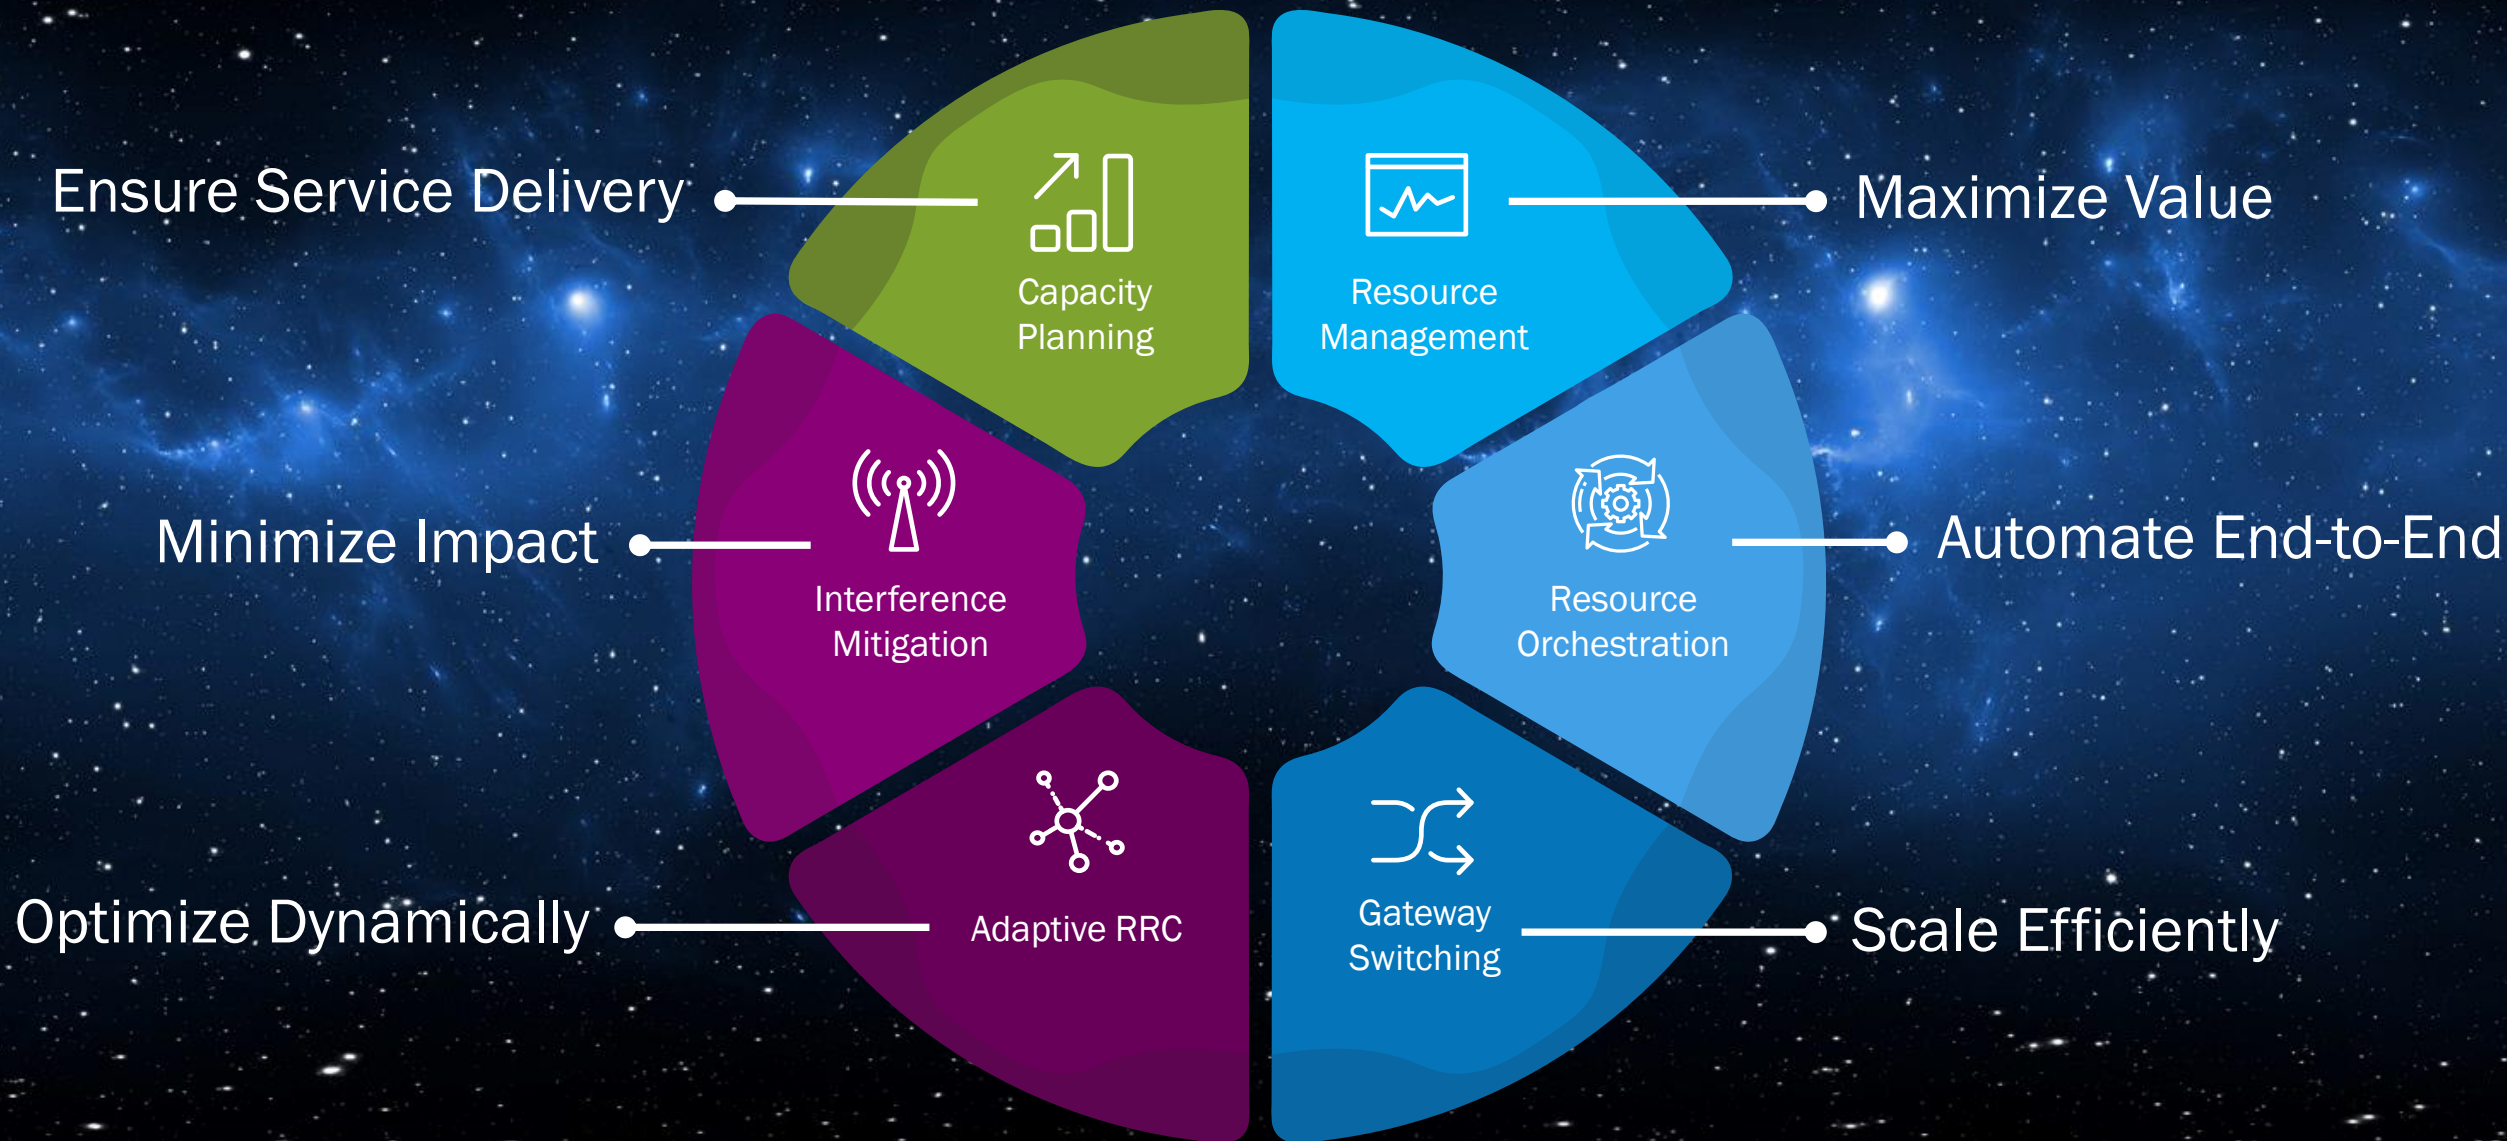 Ensure Service Delivery
Capacity
Planning
Resource
Management
Maximize Value
Minimize Impact
Interference
Mitigation
Resource
Orchestration
Automate End-to-End
Optimize Dynamically
Adaptive RRC
Gateway
Switching
Scale Efficiently